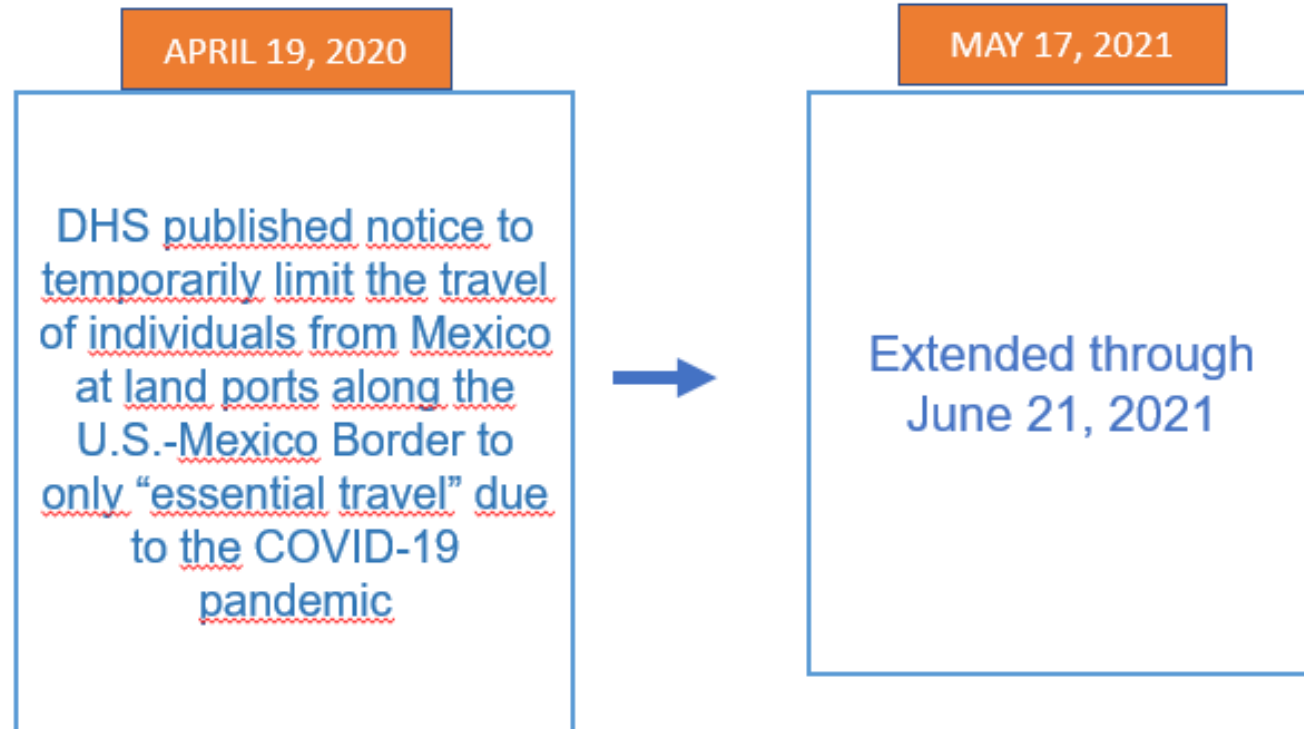 APRIL 19, 2020
DHS published notice to
temporarily limit the travel
of individuals from Mexico
at land ports along the
U.S.-Mexico Border to
only “essential travel” due
to the COVID-19
pandemic
MAY 17, 2021
Extended through
June 21, 2021